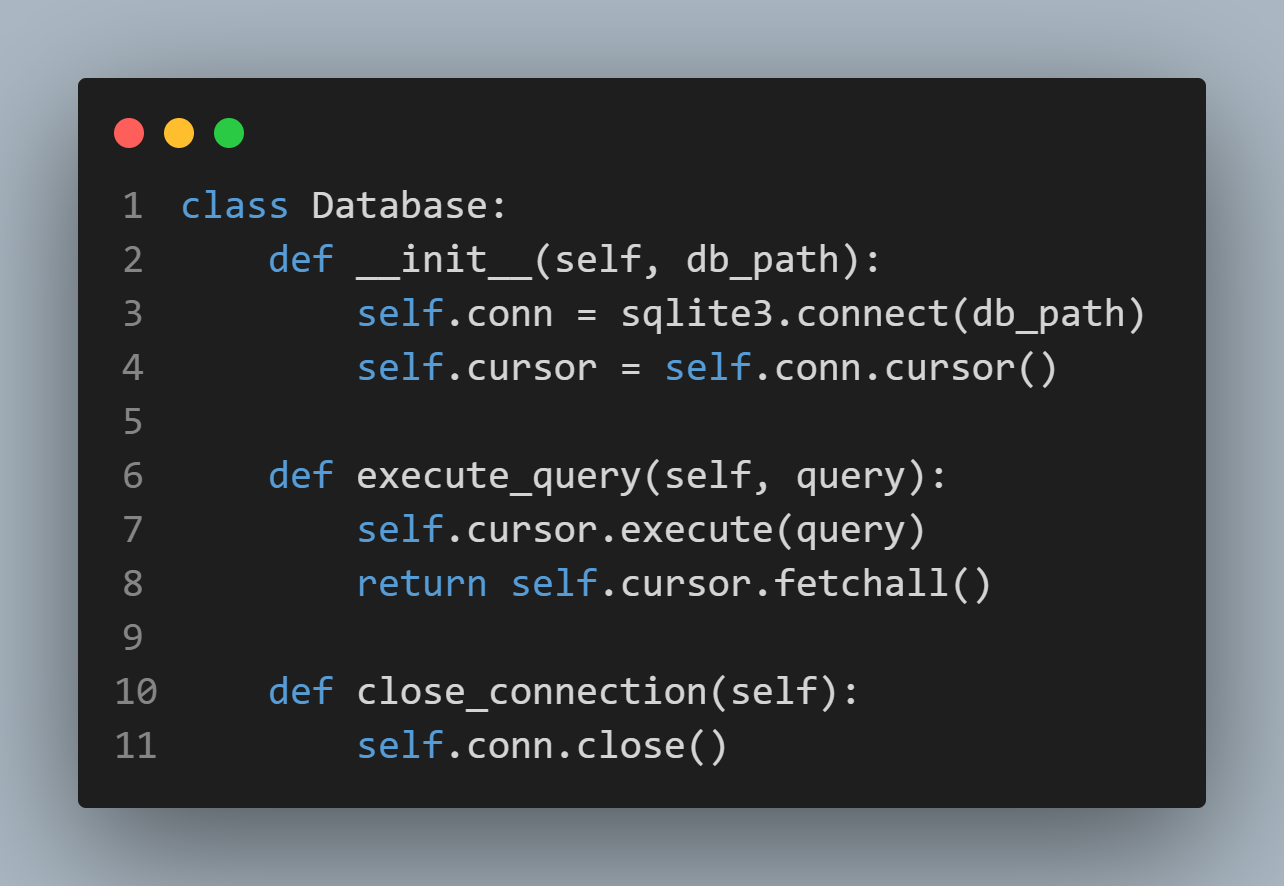 1 class Database:
2     def __init__(self, db_path):
3         self.conn = sqlite3.connect(db_path)
4         self.cursor = self.conn.cursor()
5
6     def execute_query(self, query):
7         self.cursor.execute(query)
8         return self.cursor.fetchall()
9
10     def close_connection(self):
11         self.conn.close()